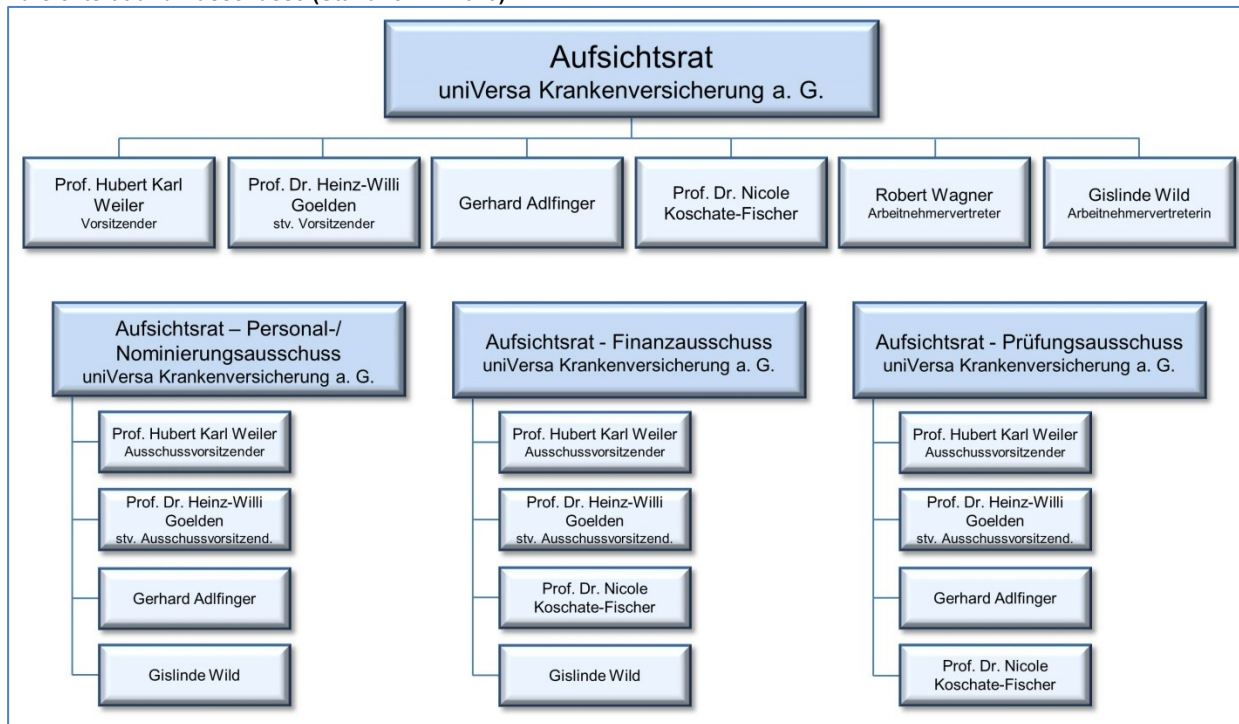 Aufsichtsrat
uniVersa Krankenversicherung a. G.
Prof. Hubert Karl
Weiler
Vorsitzender
Prof. Dr. Heinz-Willi
Goelden
stv. Vorsitzender
Gerhard Adlfinger
Prof. Dr. Nicole
Koschate-Fischer
Robert Wagner
Arbeitnehmervertreter
Gislinde Wild
Arbeitnehmervertreterin
Aufsichtsrat – Personal-/
Nominierungsausschuss
uniVersa Krankenversicherung a. G.
Prof. Hubert Karl Weiler
Ausschussvorsitzender
Prof. Dr. Heinz-Willi
Goelden
stv. Ausschussvorsitzend.
Gerhard Adlfinger
Gislinde Wild
Aufsichtsrat - Finanzausschuss
uniVersa Krankenversicherung a. G.
Prof. Hubert Karl Weiler
Ausschussvorsitzender
Prof. Dr. Heinz-Willi
Goelden
stv. Ausschussvorsitzend.
Prof. Dr. Nicole
Koschate-Fischer
Gislinde Wild
Aufsichtsrat - Prüfungsausschuss
uniVersa Krankenversicherung a. G.
Prof. Hubert Karl Weiler
Ausschussvorsitzender
Prof. Dr. Heinz-Willi
Goelden
stv. Ausschussvorsitzend.
Gerhard Adlfinger
Prof. Dr. Nicole
Koschate-Fischer